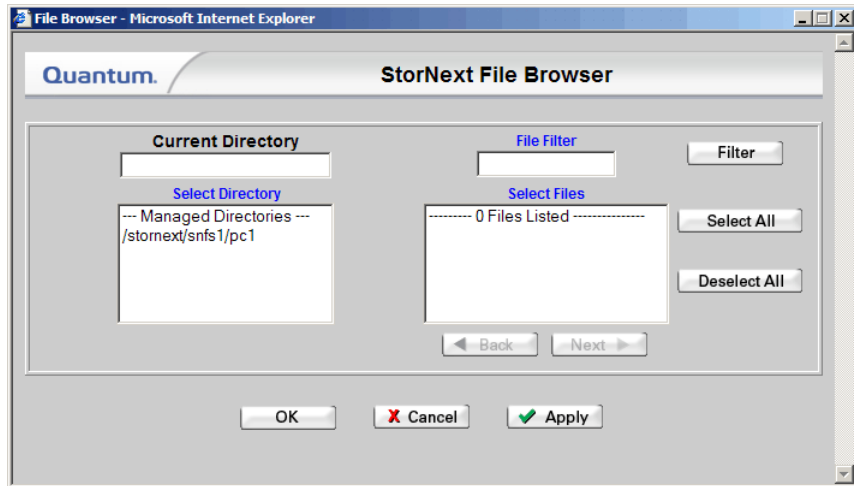 File Browser - Microsoft Internet Explorer
Quantum.
StorNext File Browser
Current Directory
File Filter
Filter
Select Directory
Select Files
--- Managed Directories ---
/stornext/snfs1/pc1
--------- 0 Files Listed ---------------
Select All
Deselect All
Back
Next
OK
Cancel
Apply